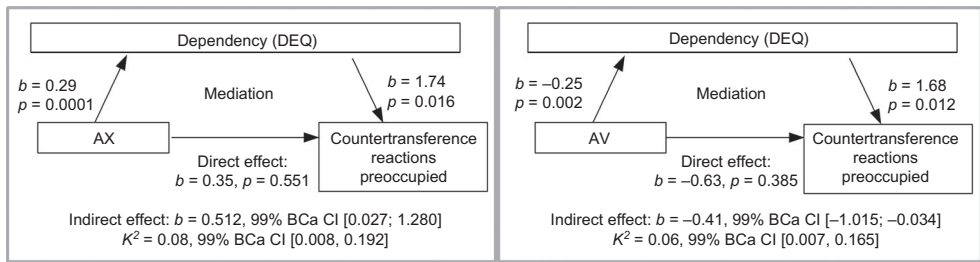 Dependency (DEQ)
b = 0.29
p = 0.0001
Mediation
b = 1.74
p = 0.016
AX
Countertransference
reactions
preoccupied
Direct effect:
b = 0.35, p = 0.551
Indirect effect: b = 0.512, 99% BCa CI [0.027; 1.280]
K² = 0.08, 99% BCa CI [0.008, 0.192]
Dependency (DEQ)
b = –0.25
p = 0.002
Mediation
b = 1.68
p = 0.012
AV
Countertransference
reactions
preoccupied
Direct effect:
b = –0.63, p = 0.385
Indirect effect: b = –0.41, 99% BCa CI [–1.015; –0.034]
K² = 0.06, 99% BCa CI [0.007, 0.165]